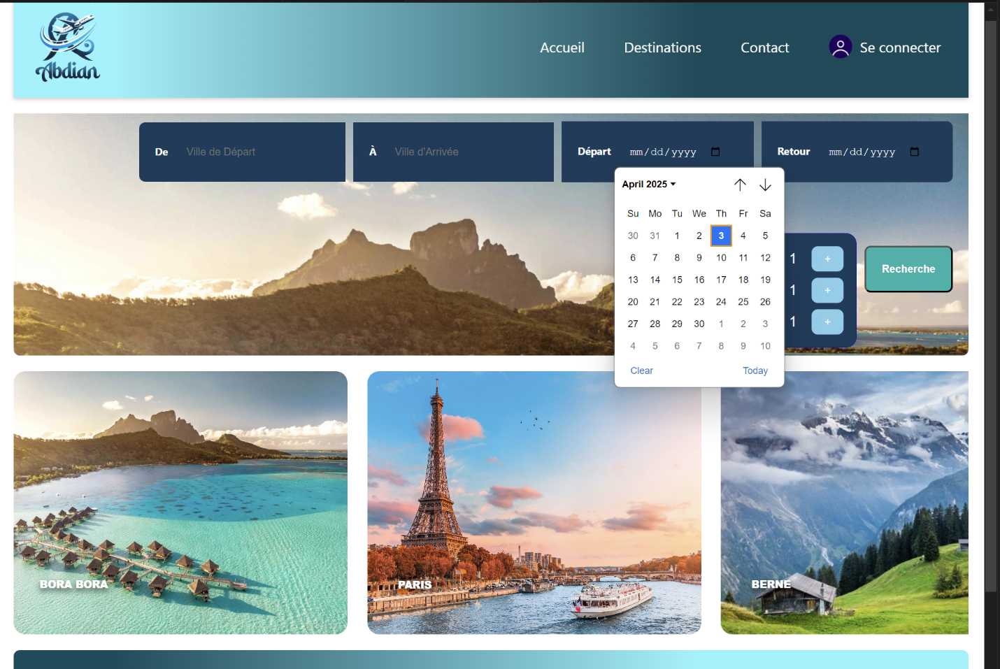 Abdian
Accueil Destinations Contact Se connecter
De Ville de Départ À Ville d'Arrivée Départ mm/dd/yyyy Retour mm/dd/yyyy
April 2025
Su Mo Tu We Th Fr Sa
30 31 1 2 3 4 5
6 7 8 9 10 11 12
13 14 15 16 17 18 19
20 21 22 23 24 25 26
27 28 29 30 1 2 3
4 5 6 7 8 9 10
Clear Today
1 +
1 +
1 +
Recherche
BORA BORA
PARIS
BERNE